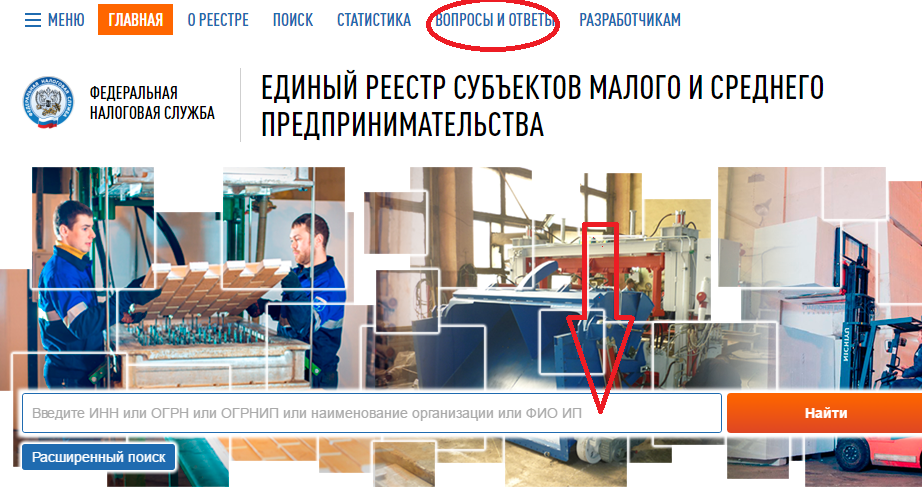 МЕНЮ ГЛАВНАЯ О РЕЕСТРЕ ПОИСК СТАТИСТИКА ВОПРОСЫ И ОТВЕТЫ РАЗРАБОТЧИКАМ
ФЕДЕРАЛЬНАЯ
НАЛОГОВАЯ СЛУЖБА
ЕДИНЫЙ РЕЕСТР СУБЪЕКТОВ МАЛОГО И СРЕДНЕГО
ПРЕДПРИНИМАТЕЛЬСТВА
Введите ИНН или ОГРН или ОГРНИП или наименование организации или ФИО ИП
Найти
Расширенный поиск